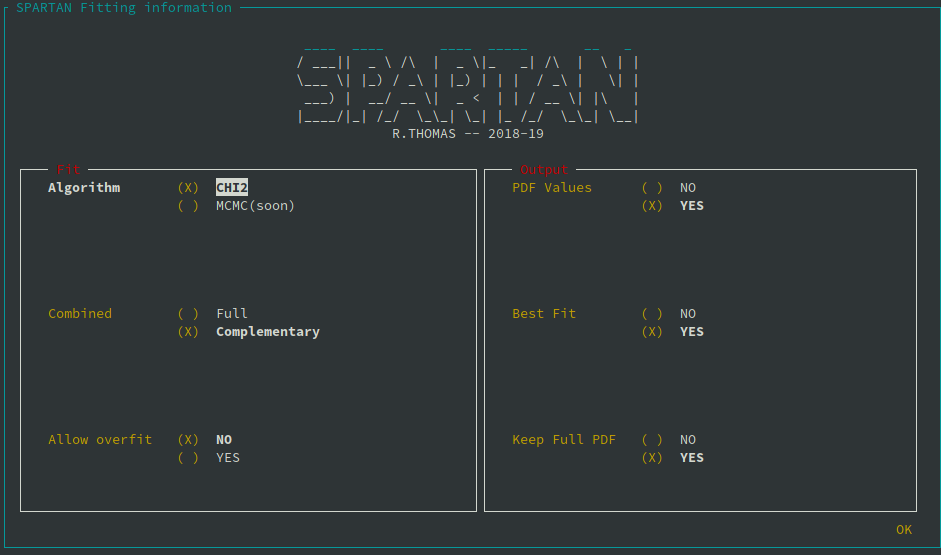 SPARTAN Fitting information
SPARTAN
R.THOMAS -- 2018-19
Fit
Algorithm (X) CHI2
( ) MCMC(soon)
Combined ( ) Full
(X) Complementary
Allow overfit (X) NO
( ) YES
Output
PDF Values ( ) NO
(X) YES
Best Fit ( ) NO
(X) YES
Keep Full PDF ( ) NO
(X) YES
OK